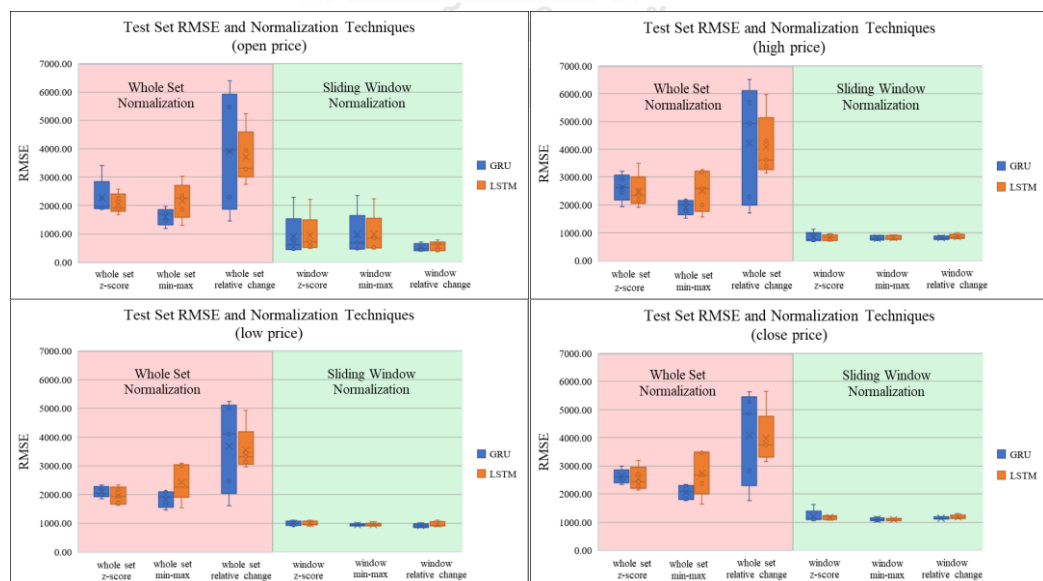 Test Set RMSE and Normalization Techniques
(open price)
7000.00
6000.00
5000.00
4000.00
3000.00
2000.00
1000.00
0.00
RMSE
Whole Set
Normalization
Sliding Window
Normalization
GRU
LSTM
whole set
z-score
whole set
min-max
whole set
relative change
window
z-score
window
min-max
window
relative change
Test Set RMSE and Normalization Techniques
(high price)
7000.00
6000.00
5000.00
4000.00
3000.00
2000.00
1000.00
0.00
RMSE
Whole Set
Normalization
Sliding Window
Normalization
GRU
LSTM
whole set
z-score
whole set
min-max
whole set
relative change
window
z-score
window
min-max
window
relative change
Test Set RMSE and Normalization Techniques
(low price)
7000.00
6000.00
5000.00
4000.00
3000.00
2000.00
1000.00
0.00
RMSE
Whole Set
Normalization
Sliding Window
Normalization
GRU
LSTM
whole set
z-score
whole set
min-max
whole set
relative change
window
z-score
window
min-max
window
relative change
Test Set RMSE and Normalization Techniques
(close price)
7000.00
6000.00
5000.00
4000.00
3000.00
2000.00
1000.00
0.00
RMSE
Whole Set
Normalization
Sliding Window
Normalization
GRU
LSTM
whole set
z-score
whole set
min-max
whole set
relative change
window
z-score
window
min-max
window
relative change